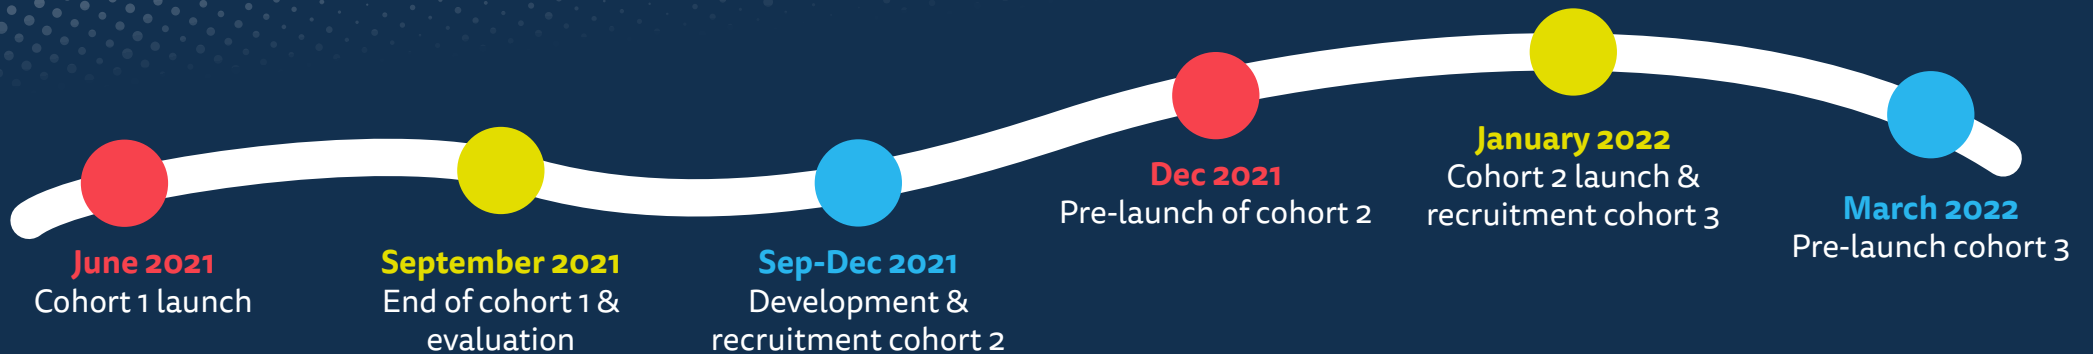 June 2021
Cohort 1 launch
September 2021
End of cohort 1 &
evaluation
Sep-Dec 2021
Development &
recruitment cohort 2
Dec 2021
Pre-launch of cohort 2
January 2022
Cohort 2 launch &
recruitment cohort 3
March 2022
Pre-launch cohort 3